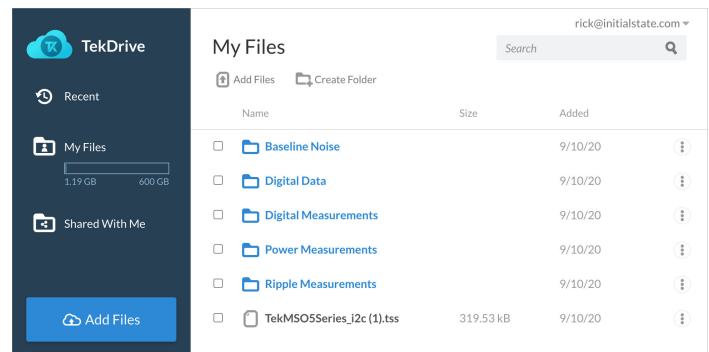 TK TekDrive
Recent
My Files
1.19 GB 600 GB
Shared With Me
Add Files
rick@initialstate.com
My Files
Search
Add Files Create Folder
Name Size Added
Baseline Noise 9/10/20
Digital Data 9/10/20
Digital Measurements 9/10/20
Power Measurements 9/10/20
Ripple Measurements 9/10/20
TekMSO5Series_i2c (1).tss 319.53 kB 9/10/20